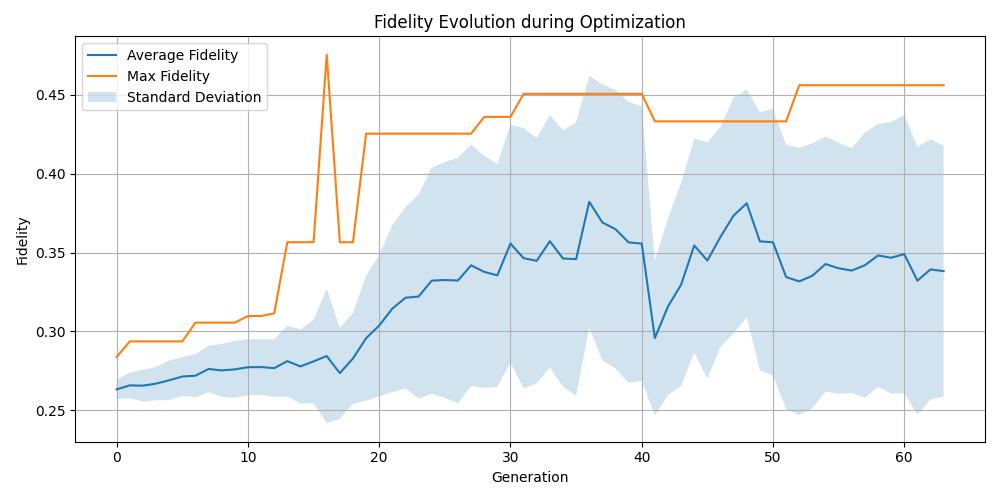 Fidelity Evolution during Optimization
Average Fidelity
Max Fidelity
Standard Deviation
Fidelity
0.45
0.40
0.35
0.30
0.25
0 10 20 30 40 50 60
Generation